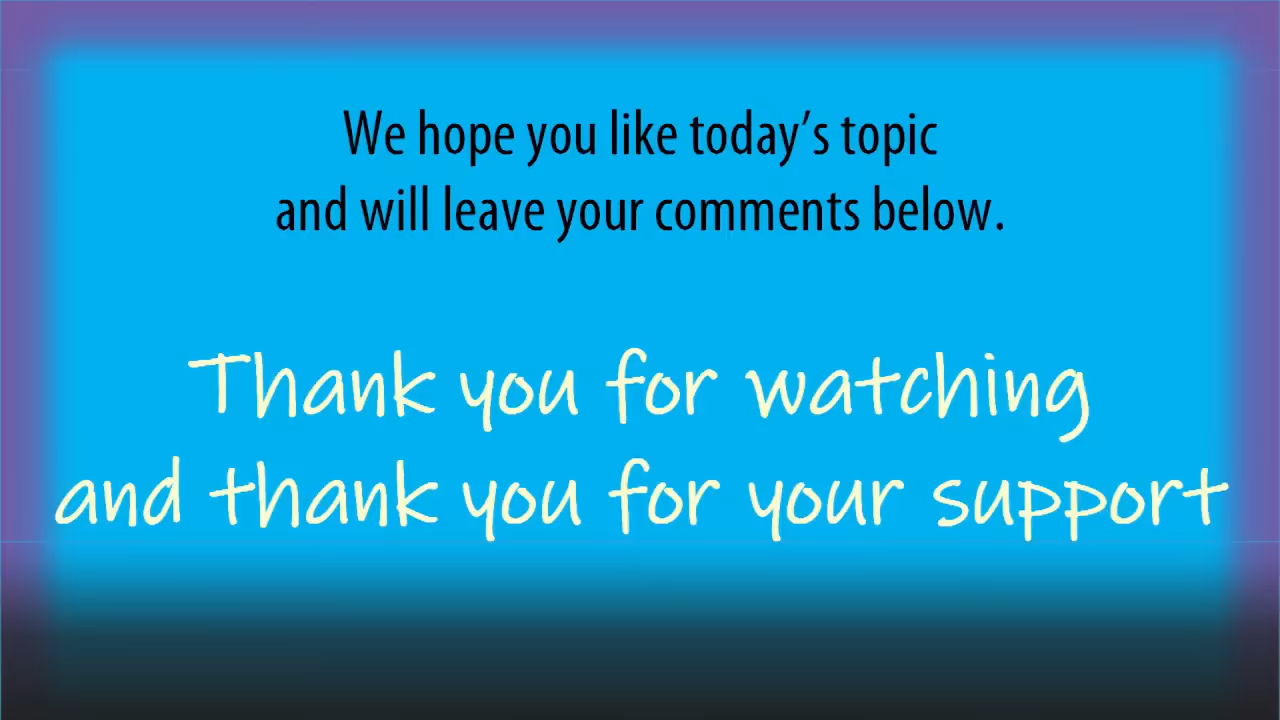 We hope you like today’s topic
and will leave your comments below.
Thank you for watching
and thank you for your support